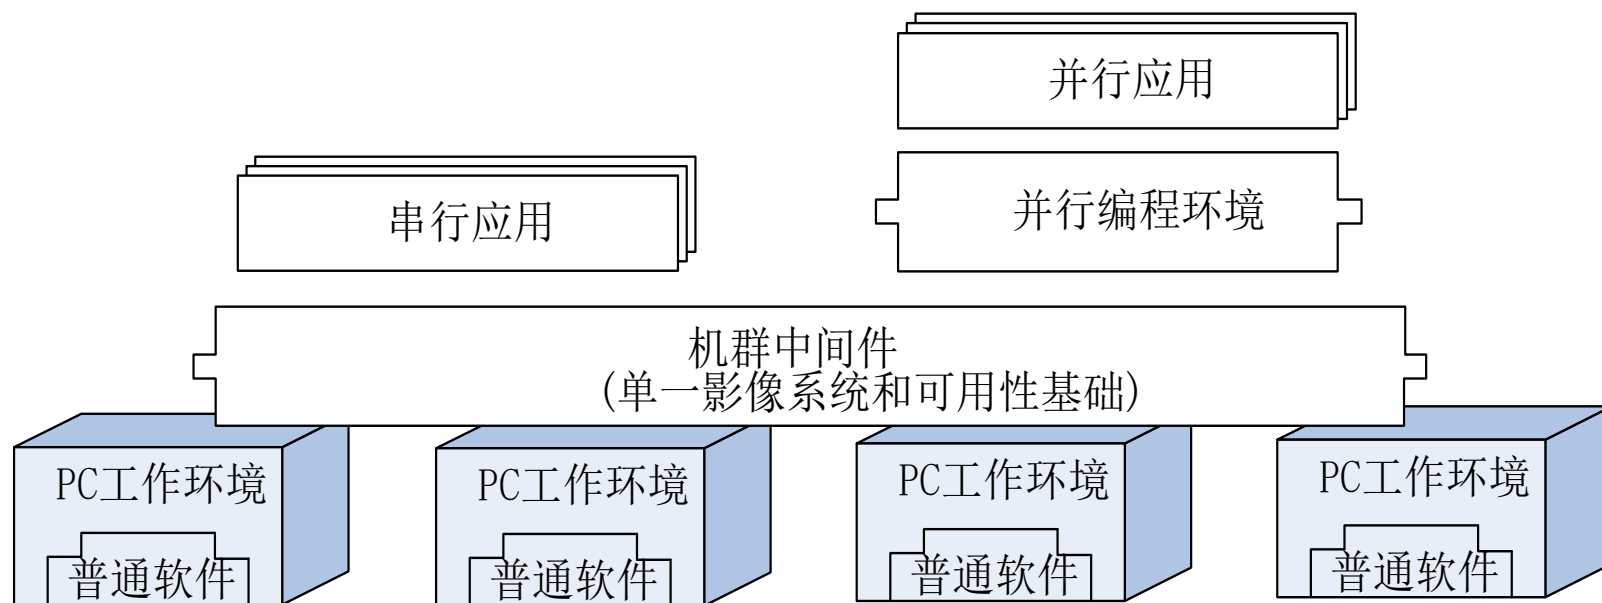 并行应用
串行应用
并行编程环境
机群中间件
(单一影像系统和可用性基础)
PC工作环境
PC工作环境
PC工作环境
PC工作环境
普通软件
普通软件
普通软件
普通软件